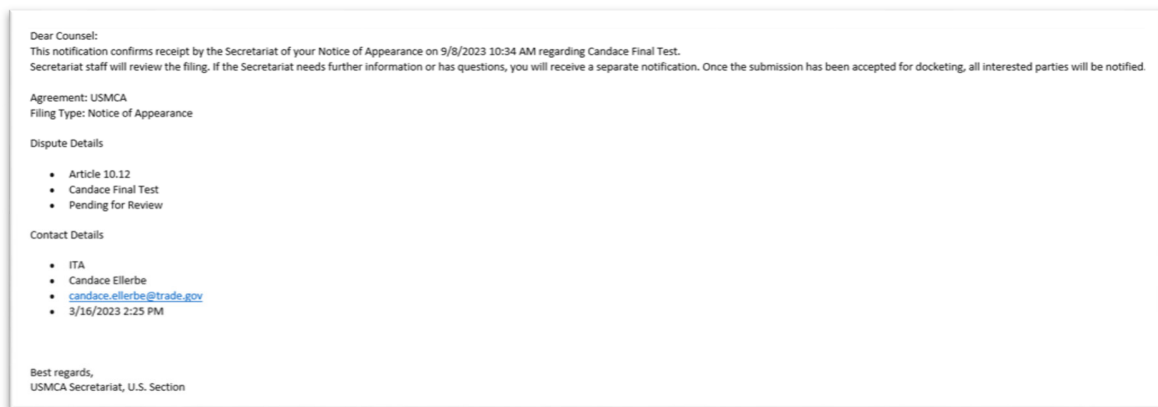 Dear Counsel:
This notification confirms receipt by the Secretariat of your Notice of Appearance on 9/8/2023 10:34 AM regarding Candace Final Test.
Secretariat staff will review the filing. If the Secretariat needs further information or has questions, you will receive a separate notification. Once the submission has been accepted for docketing, all interested parties will be notified.
Agreement: USMCA
Filing Type: Notice of Appearance
Dispute Details
• Article 10.12
• Candace Final Test
• Pending for Review
Contact Details
• ITA
• Candace Ellerbe
• candace.ellerbe@trade.gov
• 3/16/2023 2:25 PM
Best regards,
USMCA Secretariat, U.S. Section